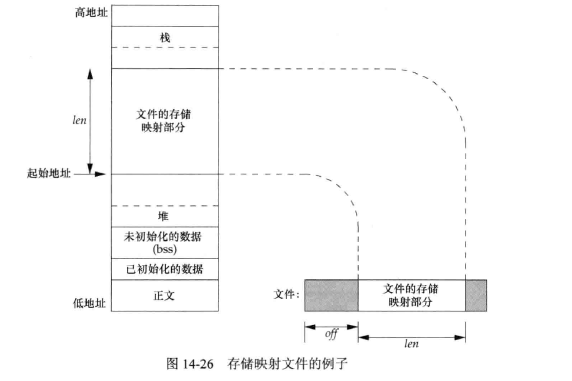 高地址
栈
len
文件的存储
映射部分
起始地址
堆
未初始化的数据
(bss)
已初始化的数据
低地址
正文
文件:
文件的存储
映射部分
off
len
图 14-26 存储映射文件的例子